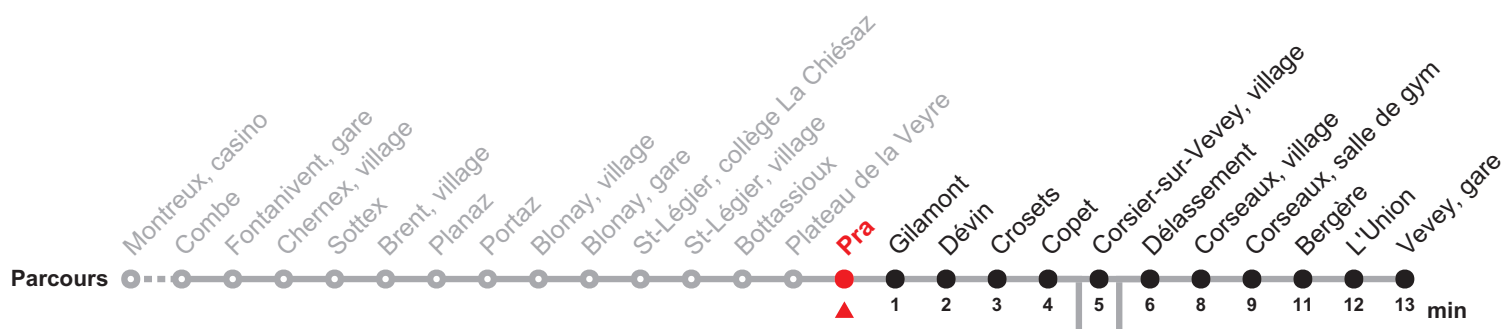 Parcours
Montreux, casino
Combe
Fontanivent, gare
Chernex, village
Sottex
Brent, village
Planaz
Portaz
Blonay, village
Blonay, gare
St-Légier, collège La Chiésaz
St-Légier, village
Bottassioux
Plateau de la Veyre
Pra
Gilamont
Dévin
Crosets
Copet
Corsier-sur-Vevey, village
Délassement
Corseaux, village
Corseaux, salle de gym
Bergère
L'Union
Vevey, gare
1 2 3 4 5 6 8 9 11 12 13 min